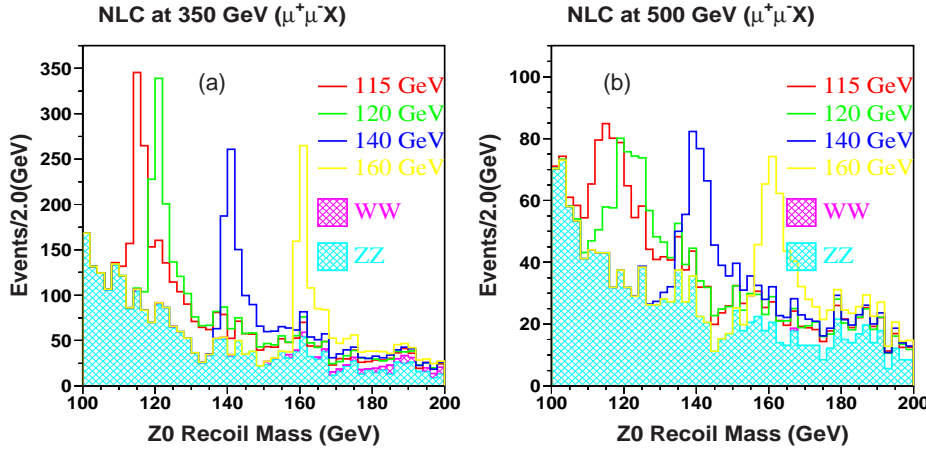 NLC at 350 GeV (μ⁺μ⁻X)
Events/2.0(GeV)
350
300
250
200
150
100
50
0
(a)
115 GeV
120 GeV
140 GeV
160 GeV
WW
ZZ
100 120 140 160 180 200
Z0 Recoil Mass (GeV)
NLC at 500 GeV (μ⁺μ⁻X)
Events/2.0(GeV)
100
80
60
40
20
0
(b)
115 GeV
120 GeV
140 GeV
160 GeV
WW
ZZ
100 120 140 160 180 200
Z0 Recoil Mass (GeV)